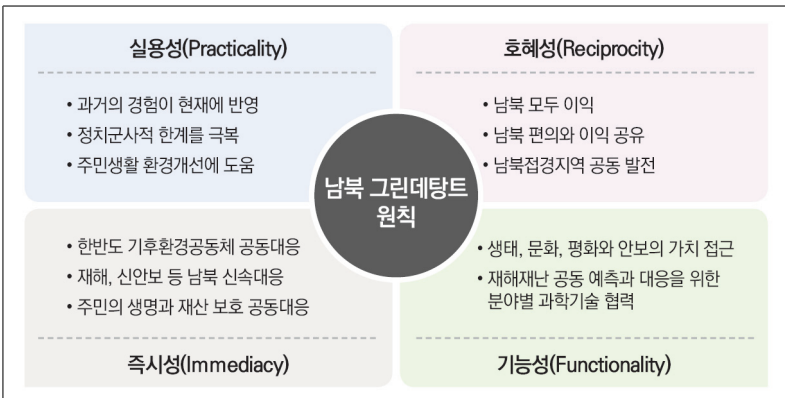 실용성(Practicality)
• 과거의 경험이 현재에 반영
• 정치군사적 한계를 극복
• 주민생활 환경개선에 도움
호혜성(Reciprocity)
• 남북 모두 이익
• 남북 편의와 이익 공유
• 남북접경지역 공동 발전
남북 그린데탕트
원칙
• 한반도 기후환경공동체 공동대응
• 재해, 신안보 등 남북 신속대응
• 주민의 생명과 재산 보호 공동대응
즉시성(Immediacy)
• 생태, 문화, 평화와 안보의 가치 접근
• 재해재난 공동 예측과 대응을 위한
분야별 과학기술 협력
기능성(Functionality)